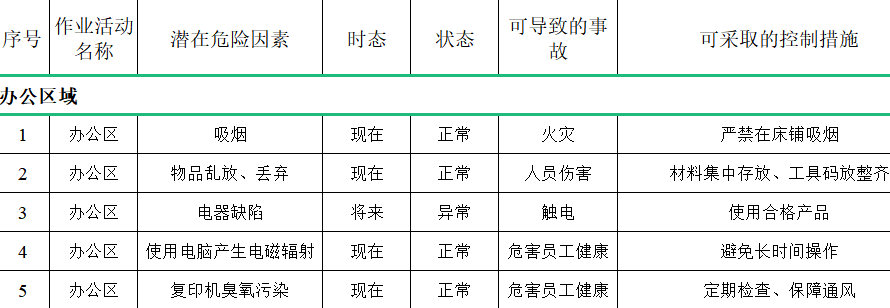 序号 作业活动名称 潜在危险因素 时态 状态 可导致的事故 可采取的控制措施
办公区域
1 办公区 吸烟 现在 正常 火灾 严禁在床铺吸烟
2 办公区 物品乱放、丢弃 现在 正常 人员伤害 材料集中存放、工具码放整齐
3 办公区 电器缺陷 将来 异常 触电 使用合格产品
4 办公区 使用电脑产生电磁辐射 现在 正常 危害员工健康 避免长时间操作
5 办公区 复印机臭氧污染 现在 正常 危害员工健康 定期检查、保障通风